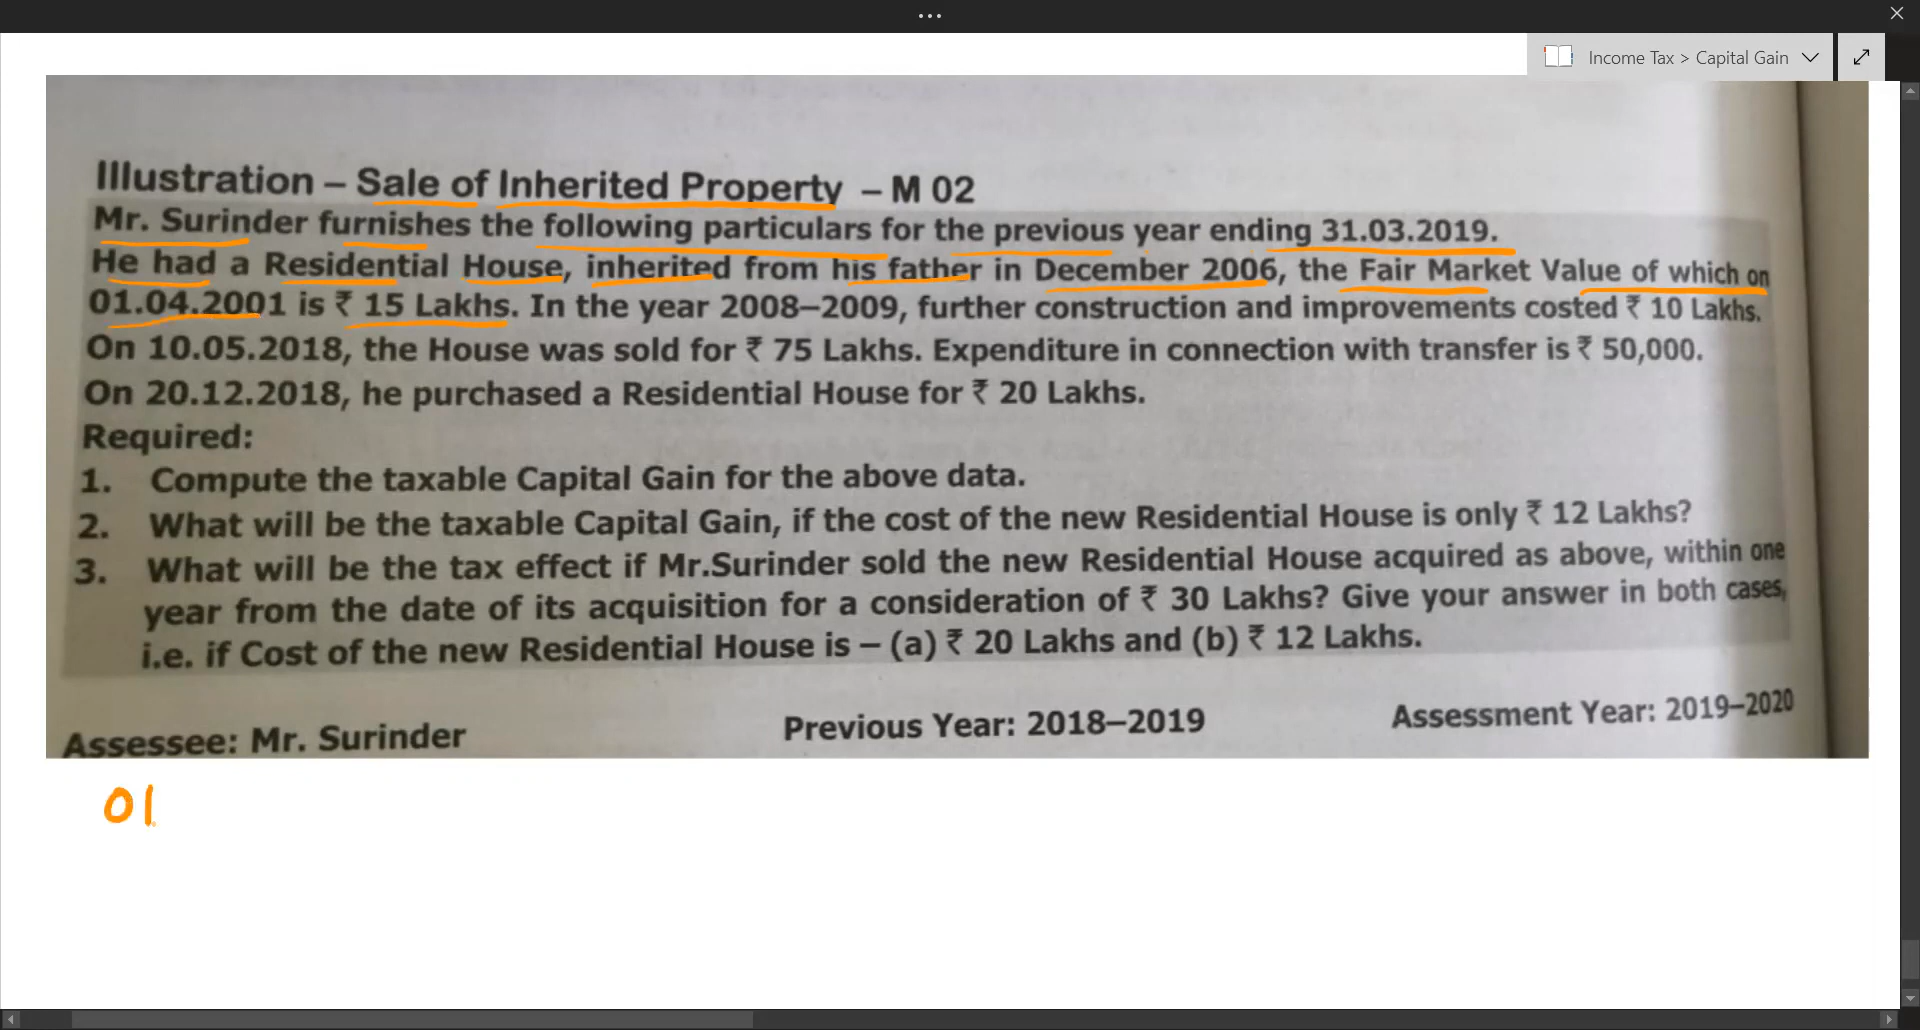 Income Tax > Capital Gain
Illustration – Sale of Inherited Property – M 02
Mr. Surinder furnishes the following particulars for the previous year ending 31.03.2019.
He had a Residential House, inherited from his father in December 2006, the Fair Market Value of which on
01.04.2001 is ₹ 15 Lakhs. In the year 2008–2009, further construction and improvements costed ₹ 10 Lakhs.
On 10.05.2018, the House was sold for ₹ 75 Lakhs. Expenditure in connection with transfer is ₹ 50,000.
On 20.12.2018, he purchased a Residential House for ₹ 20 Lakhs.
Required:
1. Compute the taxable Capital Gain for the above data.
2. What will be the taxable Capital Gain, if the cost of the new Residential House is only ₹ 12 Lakhs?
3. What will be the tax effect if Mr.Surinder sold the new Residential House acquired as above, within one
year from the date of its acquisition for a consideration of ₹ 30 Lakhs? Give your answer in both cases,
i.e. if Cost of the new Residential House is – (a) ₹ 20 Lakhs and (b) ₹ 12 Lakhs.
Assessee: Mr. Surinder Previous Year: 2018–2019 Assessment Year: 2019–2020
01